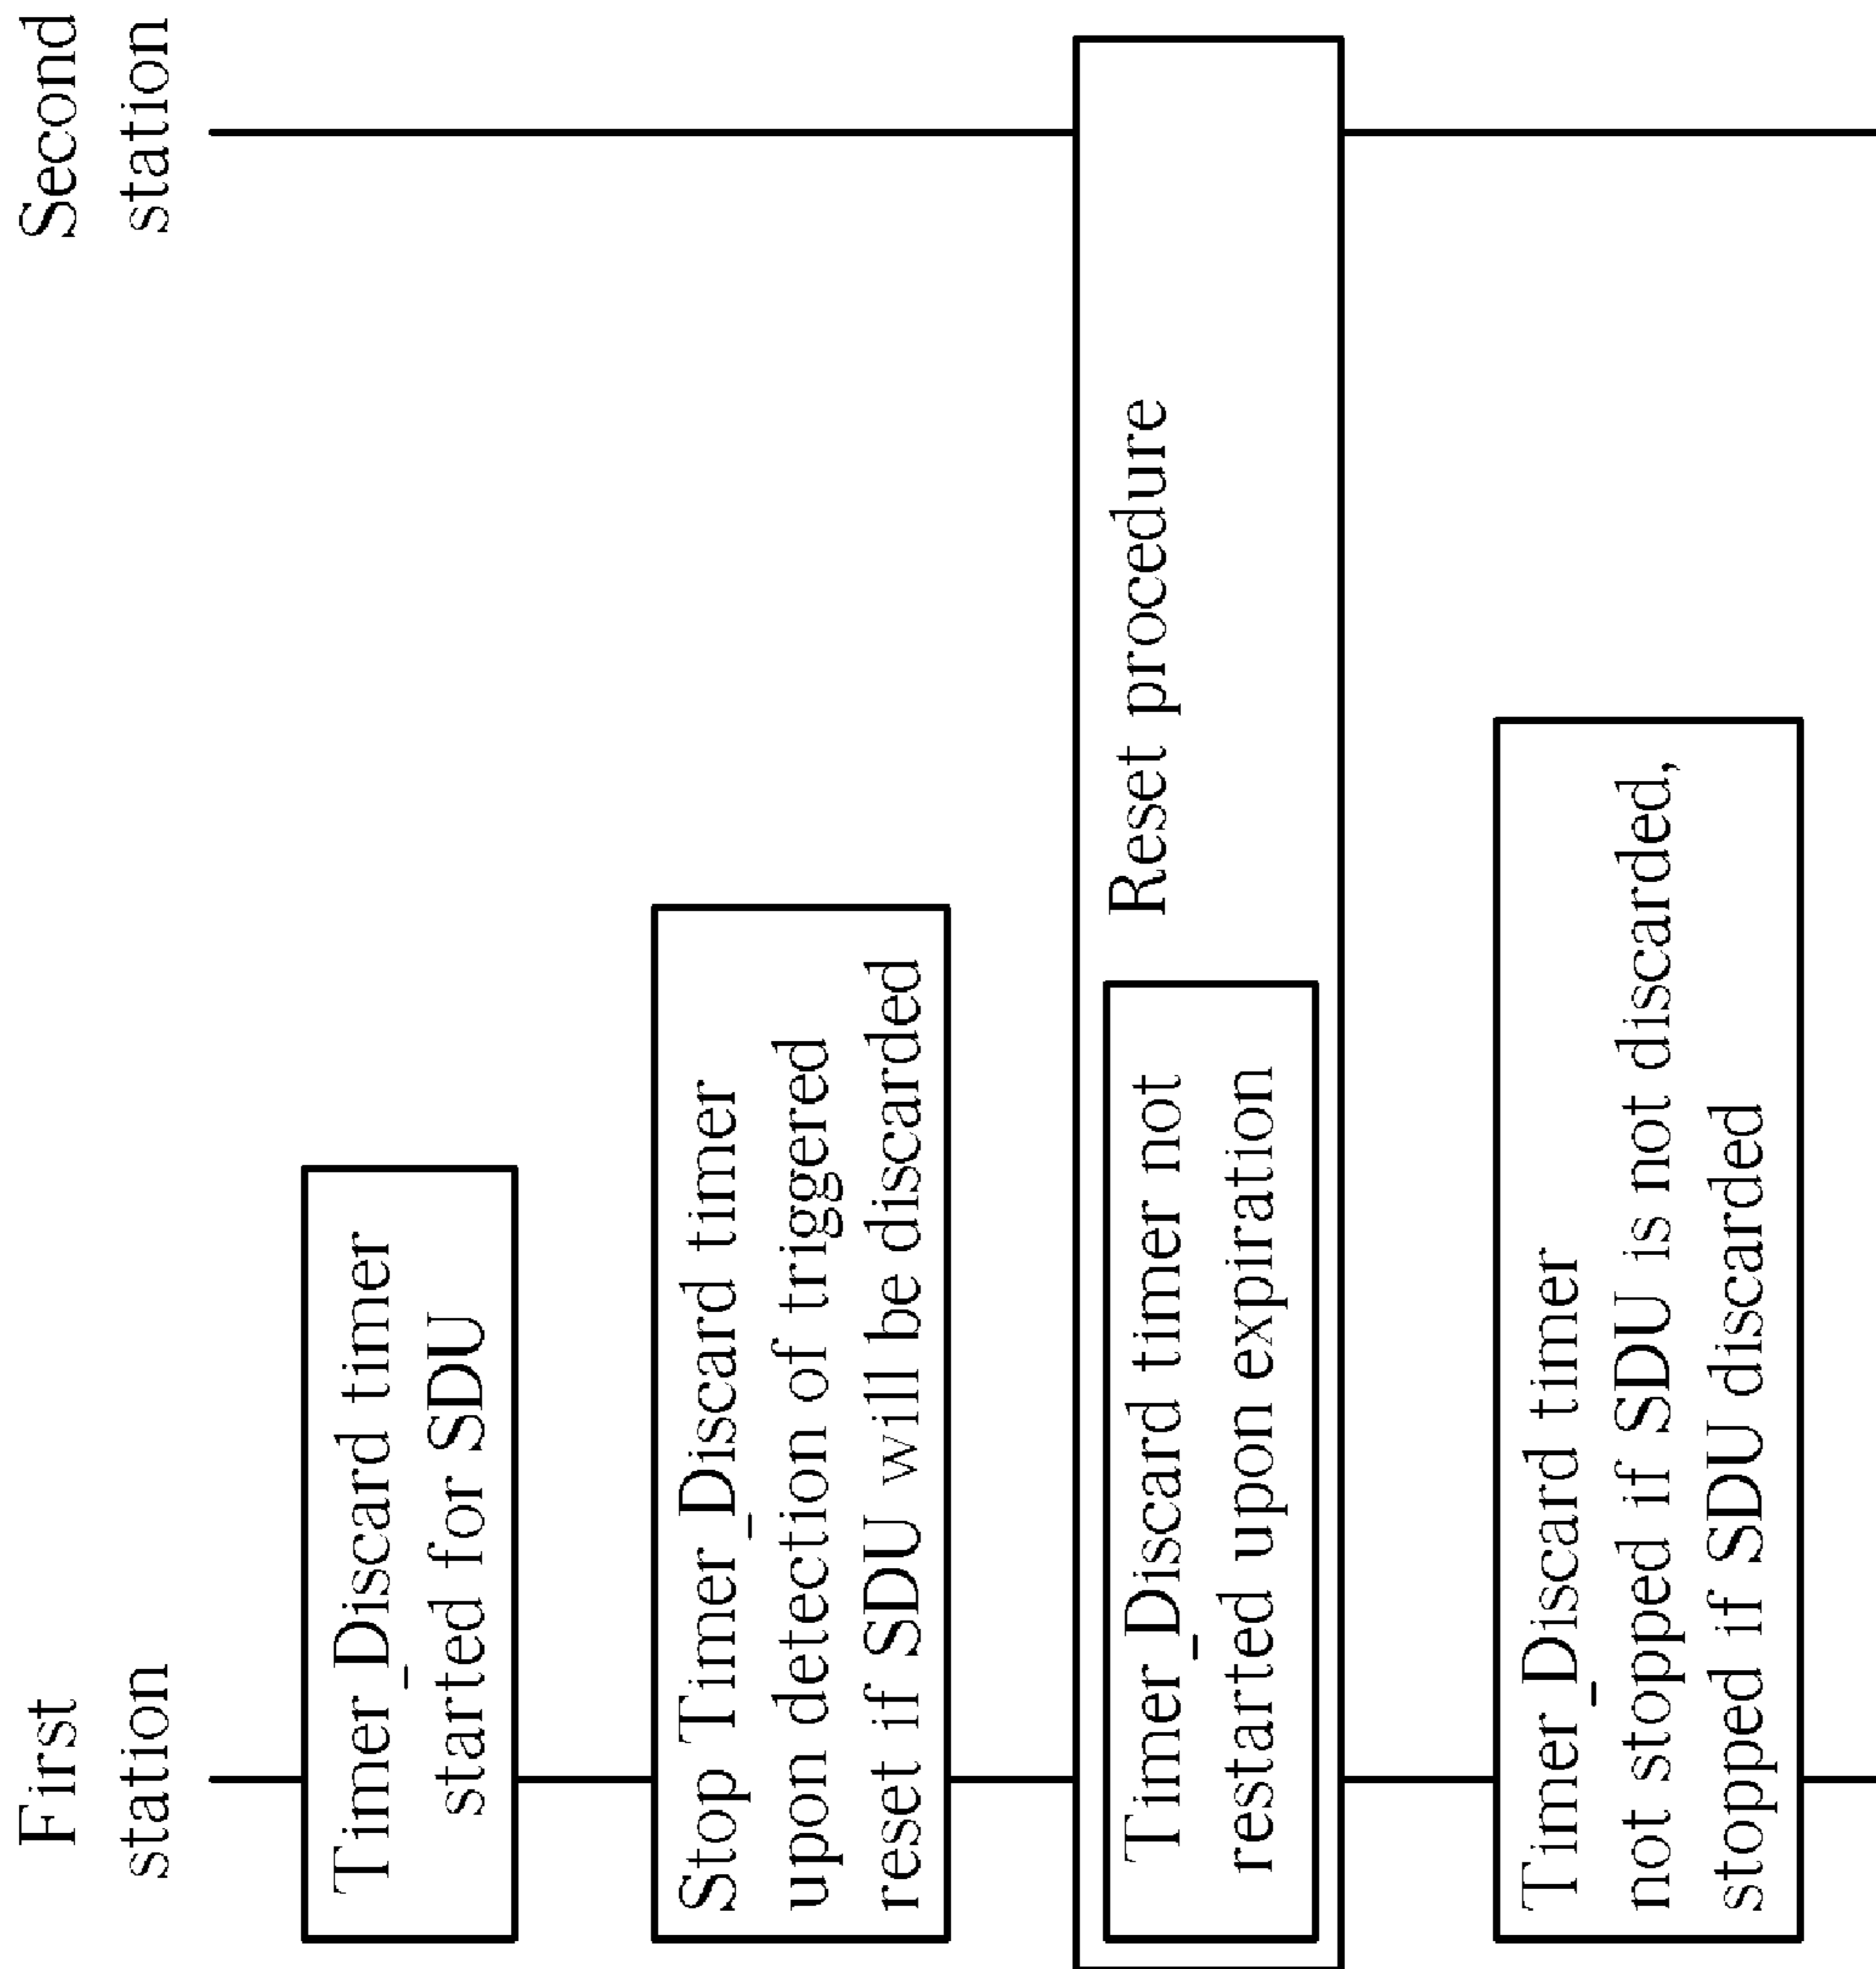 First
station
Second
station
Timer_Discard timer
started for SDU
Stop Timer_Discard timer
upon detection of triggered
reset if SDU will be discarded
Reset procedure
Timer_Discard timer not
restarted upon expiration
Timer_Discard timer
not stopped if SDU is not discarded,
stopped if SDU discarded